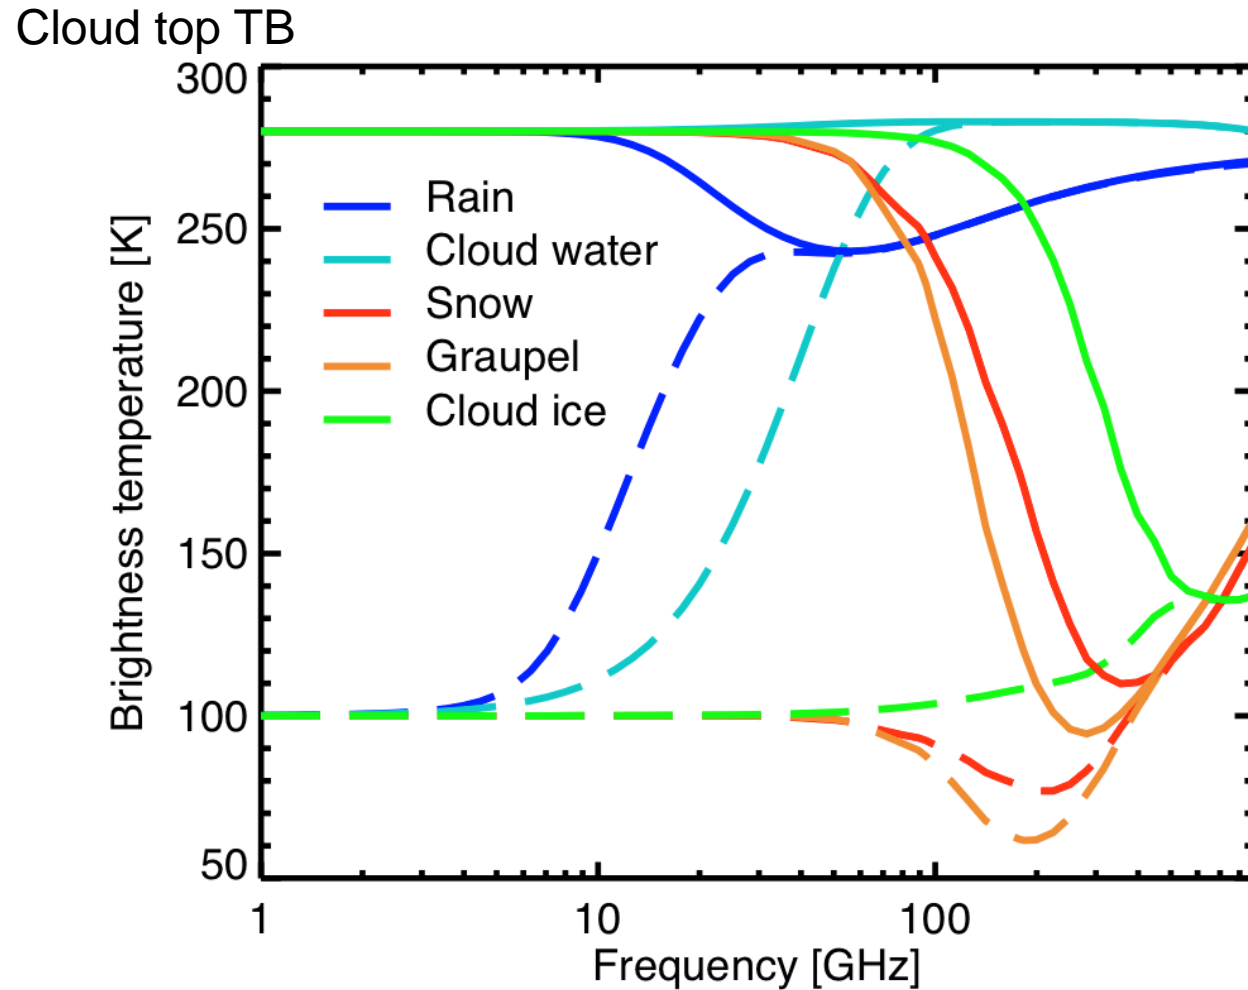 Cloud top TB
300
250
200
150
100
50
Brightness temperature [K]
Rain
Cloud water
Snow
Graupel
Cloud ice
1
10
100
Frequency [GHz]